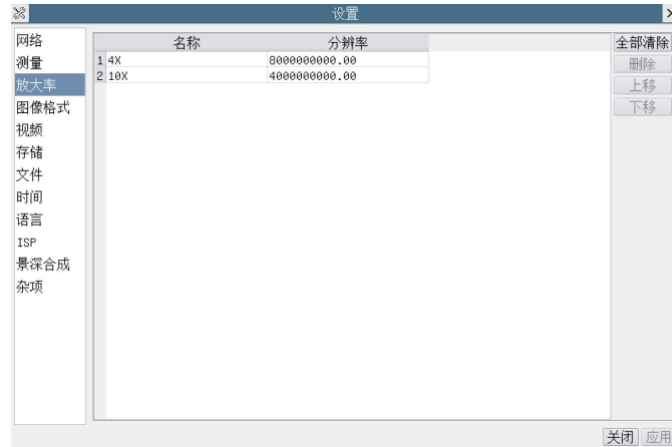 设置
网络
测量
放大率
图像格式
视频
存储
文件
时间
语言
ISP
景深合成
杂项
名称 分辨率
1 4X 8000000000.00
2 10X 4000000000.00
全部清除
删除
上移
下移
关闭 应用